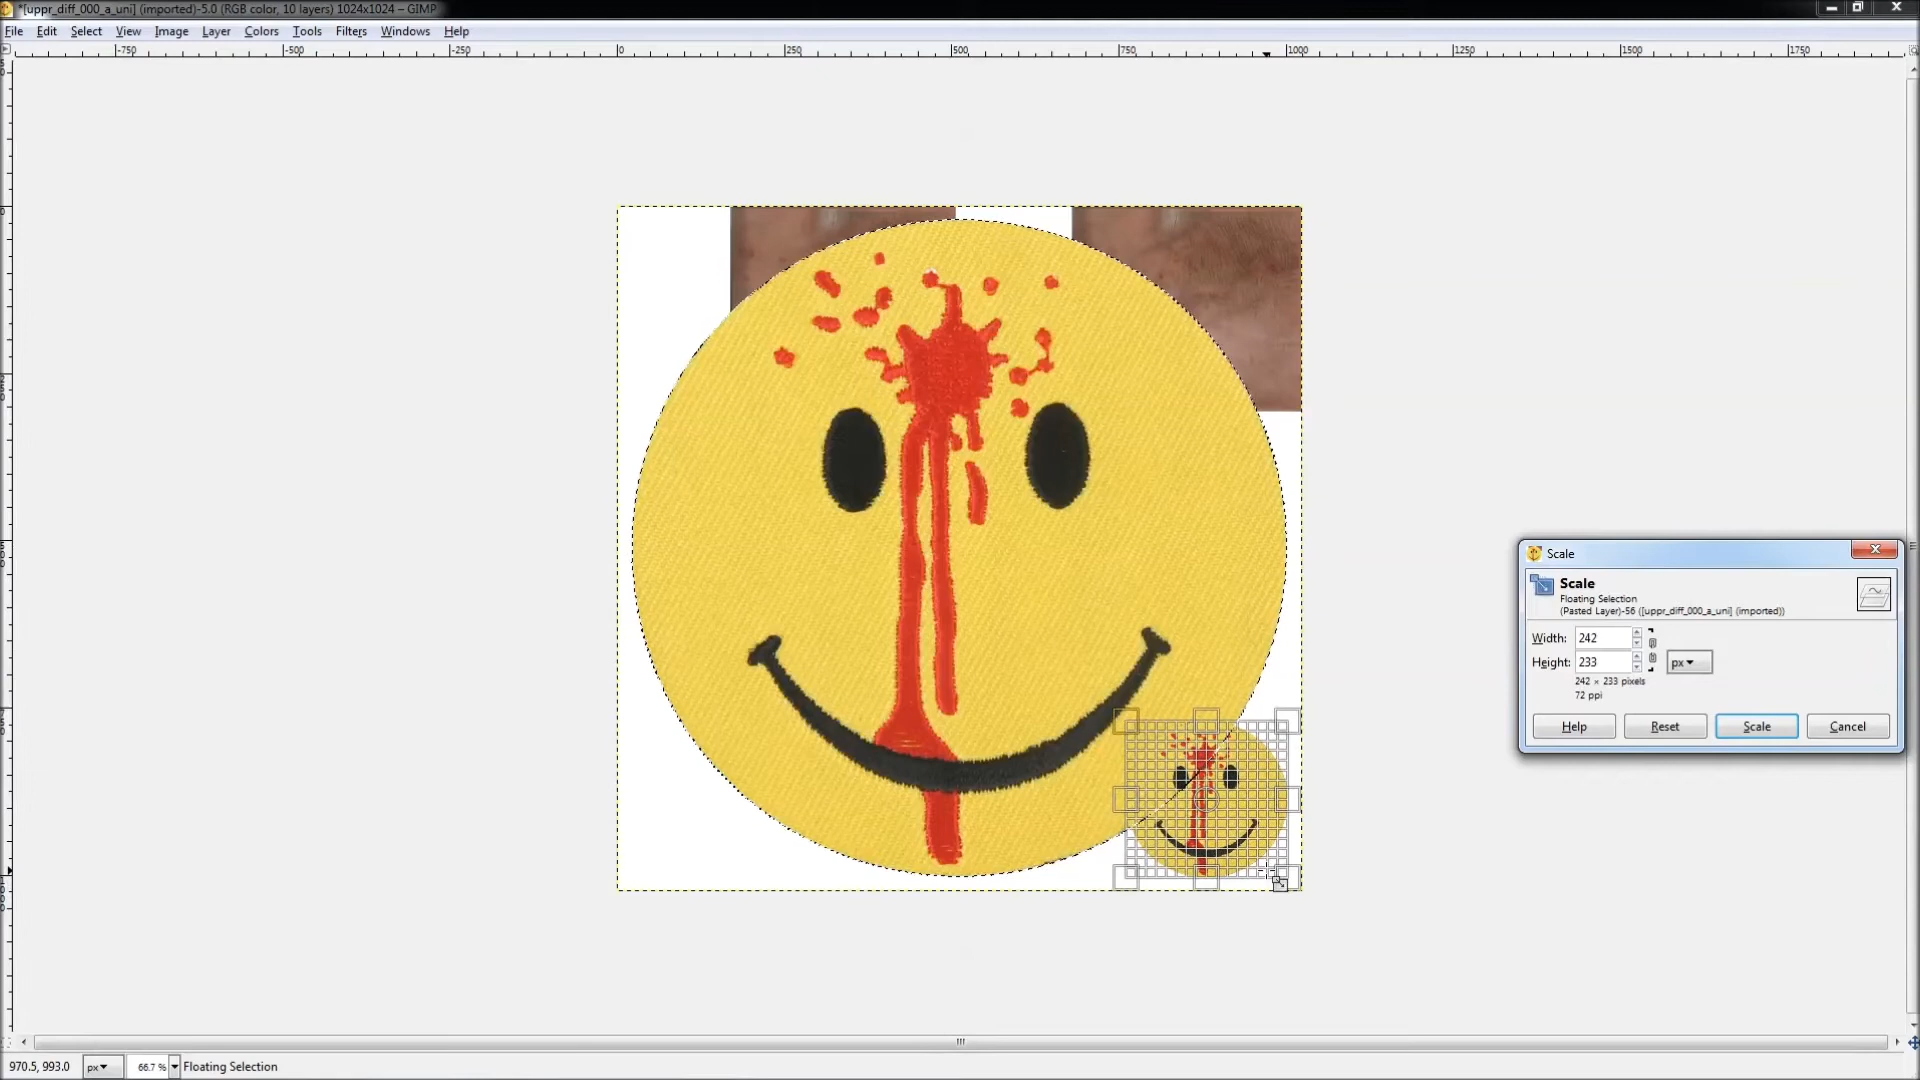 *[uppr_diff_000_a_uni] (imported)-5.0 (RGB color, 10 layers) 1024x1024 – GIMP
File Edit Select View Image Layer Colors Tools Filters Windows Help
-750 -500 -250 0 250 500 750 1000 1250 1500 1750
Scale
Scale
Floating Selection
(Pasted Layer)-56 ([uppr_diff_000_a_uni] (imported))
Width: 242
Height: 233 px
242 × 233 pixels
72 ppi
Help Reset Scale Cancel
970.5, 993.0 px 66.7 % Floating Selection